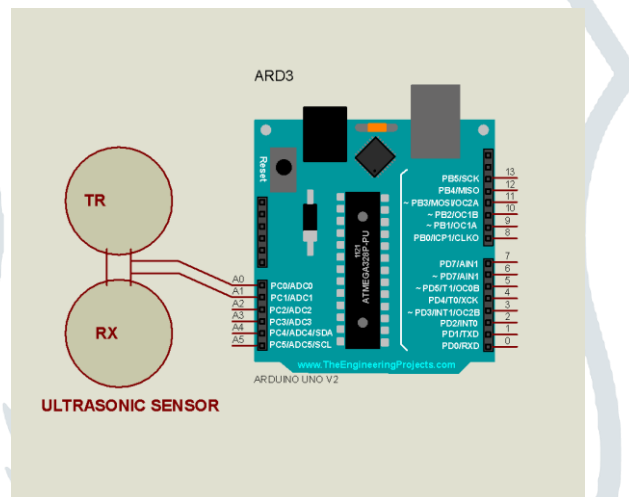 ARD3
Reset
TR
RX
ULTRASONIC SENSOR
A0
A1
A2
A3
A4
A5
PC0/ADC0
PC1/ADC1
PC2/ADC2
PC3/ADC3
PC4/ADC4/SDA
PC5/ADC5/SCL
1121
ATMEGA328P-PU
PB5/SCK 13
PB4/MISO 12
~ PB3/MOSI/OC2A 11
~ PB2/OC1B 10
~ PB1/OC1A 9
PB0/ICP1/CLKO 8
PD7/AIN1 7
~ PD7/AIN1 6
~ PD5/T1/OC0B 5
PD4/T0/XCK 4
~ PD3/INT1/OC2B 3
PD2/INT0 2
PD1/TXD 1
PD0/RXD 0
www.TheEngineeringProjects.com
ARDUINO UNO V2